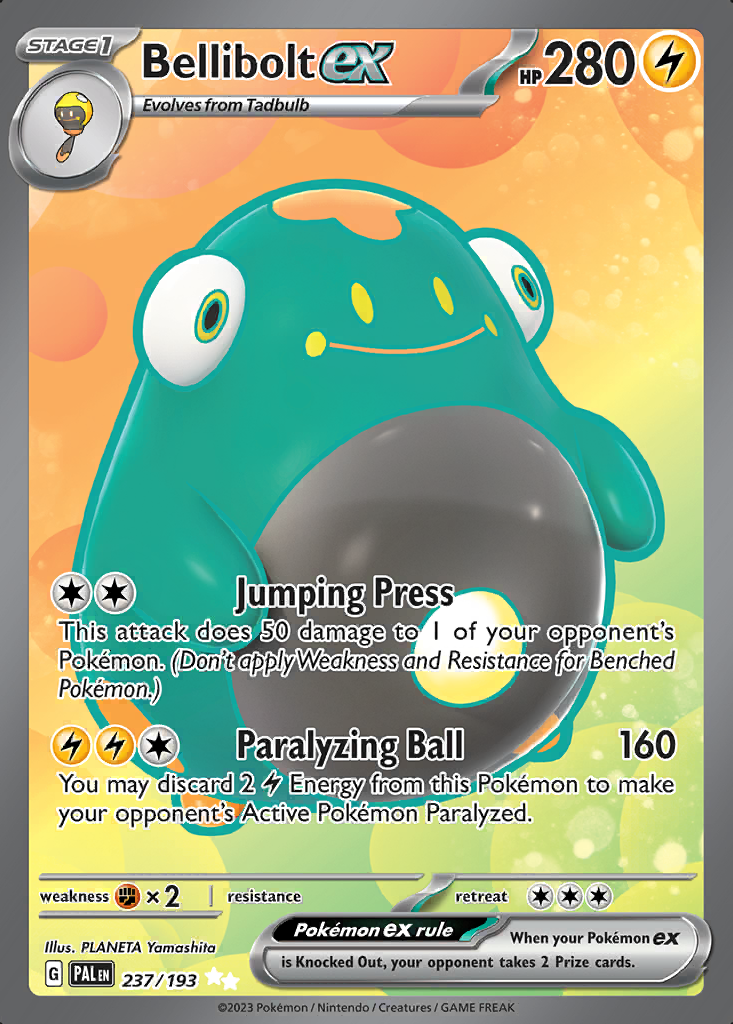 STAGE 1
Bellibolt ex
HP 280
Evolves from Tadbulb
Jumping Press
This attack does 50 damage to 1 of your opponent's
Pokémon. (Don't apply Weakness and Resistance for Benched
Pokémon.)
Paralyzing Ball 160
You may discard 2 Energy from this Pokémon to make
your opponent's Active Pokémon Paralyzed.
weakness ×2 resistance retreat
Illus. PLANETA Yamashita
Pokémon ex rule
When your Pokémon ex
is Knocked Out, your opponent takes 2 Prize cards.
G PAL EN 237/193
©2023 Pokémon / Nintendo / Creatures / GAME FREAK